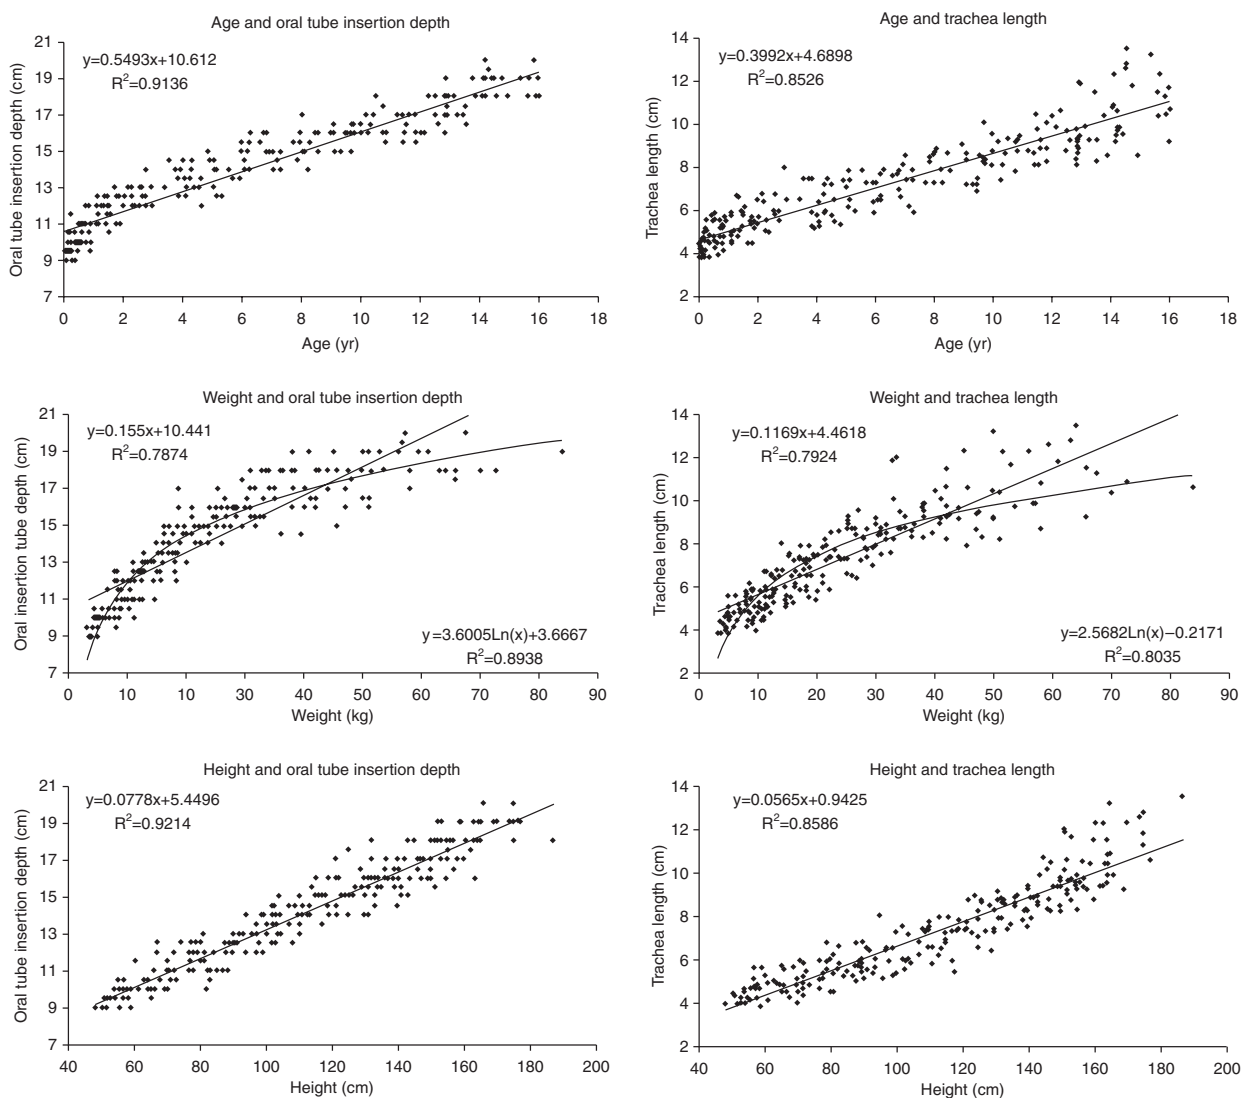 Age and oral tube insertion depth
Oral tube insertion depth (cm)
21
19
17
15
13
11
9
7
y=0.5493x+10.612
R²=0.9136
0 2 4 6 8 10 12 14 16 18
Age (yr)
Age and trachea length
Trachea length (cm)
14
12
10
8
6
4
2
y=0.3992x+4.6898
R²=0.8526
0 2 4 6 8 10 12 14 16 18
Age (yr)
Weight and oral tube insertion depth
Oral insertion tube depth (cm)
21
19
17
15
13
11
9
7
y=0.155x+10.441
R²=0.7874
y=3.6005Ln(x)+3.6667
R²=0.8938
0 10 10 30 40 50 60 70 80 90
Weight (kg)
Weight and trachea length
Trachea length (cm)
14
12
10
8
6
4
2
y=0.1169x+4.4618
R²=0.7924
y=2.5682Ln(x)−0.2171
R²=0.8035
0 10 20 30 40 50 60 70 80 90
Weight (kg)
Height and oral tube insertion depth
Oral tube insertion depth (cm)
21
19
17
15
13
11
9
7
y=0.0778x+5.4496
R²=0.9214
40 60 80 100 120 140 160 180 200
Height (cm)
Height and trachea length
Trachea length (cm)
14
12
10
8
6
4
2
y=0.0565x+0.9425
R²=0.8586
40 60 80 100 120 140 160 180 200
Height (cm)